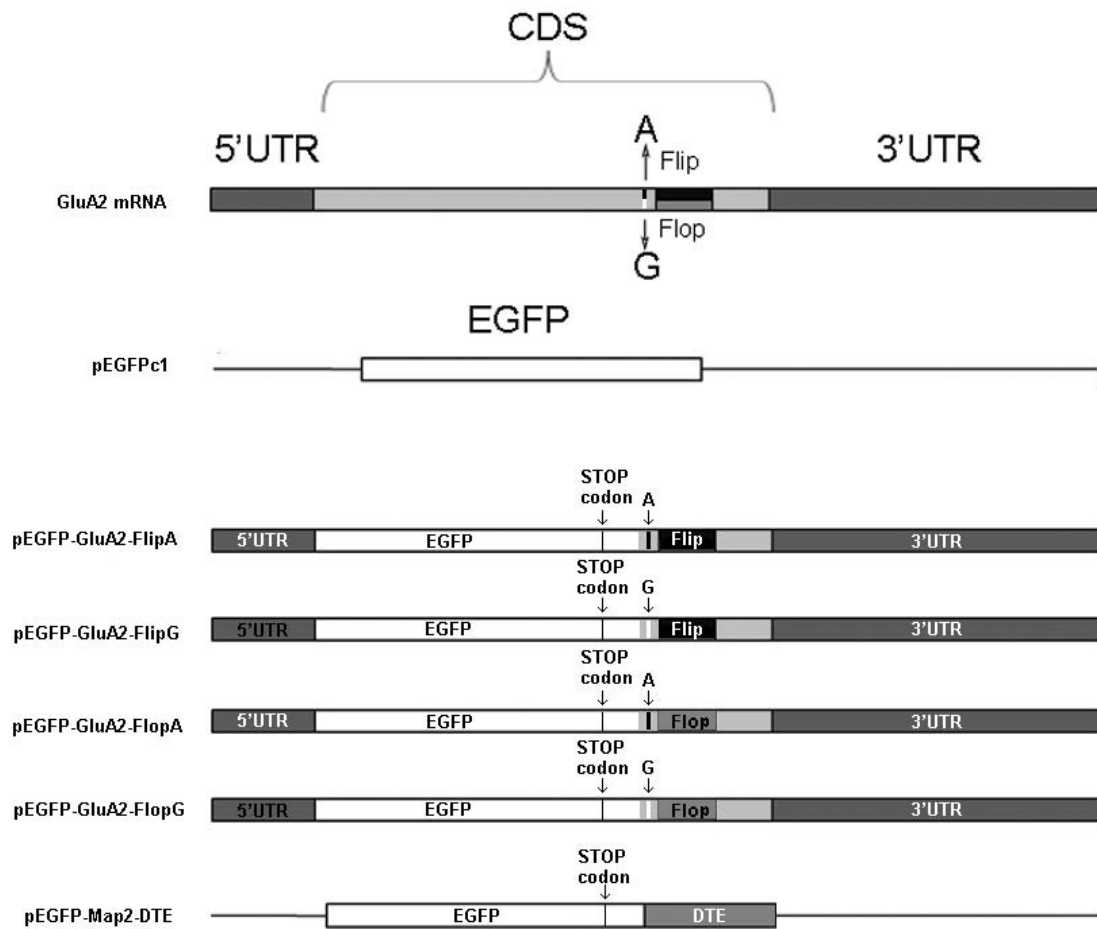 CDS
5'UTR
A
Flip
3'UTR
GluA2 mRNA
Flop
G
EGFP
pEGFPc1
STOP
codon
A
pEGFP-GluA2-FlipA
5'UTR
EGFP
Flip
3'UTR
STOP
codon
G
pEGFP-GluA2-FlipG
5'UTR
EGFP
Flip
3'UTR
STOP
codon
A
pEGFP-GluA2-FlopA
5'UTR
EGFP
Flop
3'UTR
STOP
codon
G
pEGFP-GluA2-FlopG
5'UTR
EGFP
Flop
3'UTR
STOP
codon
pEGFP-Map2-DTE
EGFP
DTE